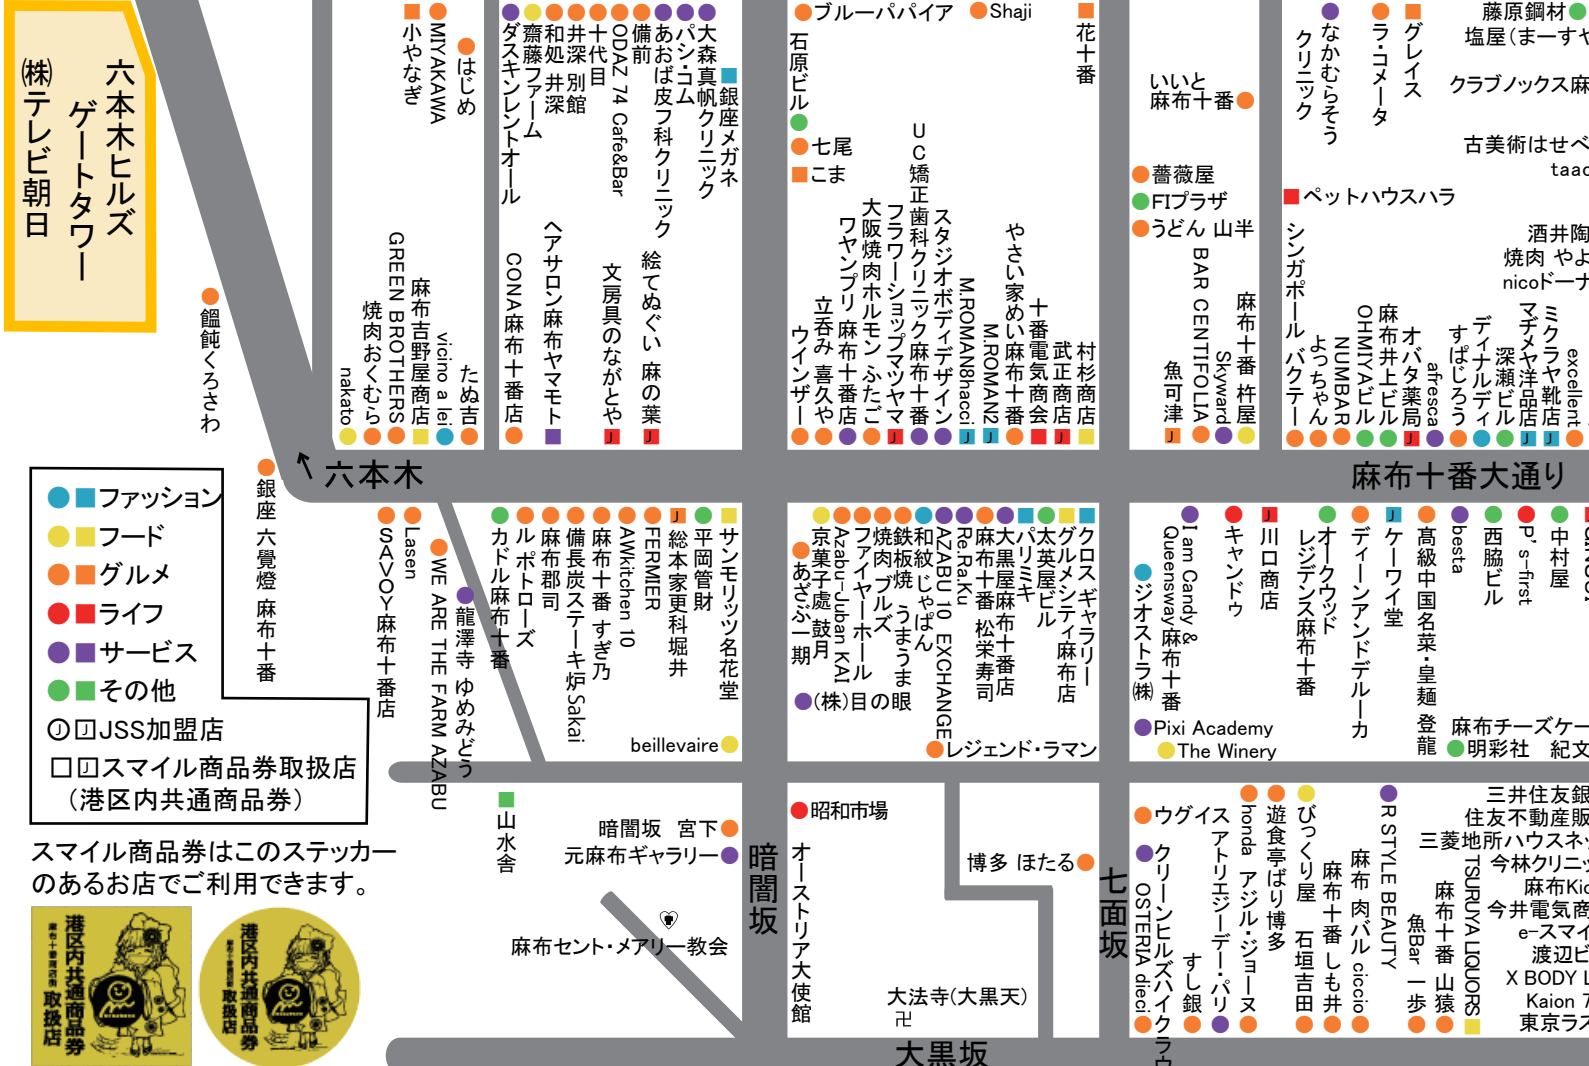 六本木ヒルズ
ゲートタワー
㈱テレビ朝日
小やなぎ
MIYAKAWA
はじめ
ダスキンレントオール
齋藤ファーム
和処 井深
井深 別館
十代目
ODAZ 74 Cafe&Bar
備前
あおば皮フ科クリニック
パシ・コム
大森真帆クリニック
銀座メガネ
ブルーパパイア
Shaji
花十番
石原ビル
七尾
こま
いいと
麻布十番
なかむらそう
クリニック
ラ・コメータ
グレイス
藤原鋼材
塩屋(まーすや
クラブノックス麻
古美術はせべ
taac
薔薇屋
FIプラザ
うどん 山半
ペットハウスハラ
酒井陶
焼肉 やよ
nicoドーナ
饂飩くろさわ
nakato
焼肉おくむら
GREEN BROTHERS
麻布吉野屋商店
vicino a lei
たぬ吉
CONA麻布十番店
ヘアサロン麻布ヤマモト
文房具のながとや
絵てぬぐい 麻の葉
ウインザー
立呑み 喜久や
ワヤンプリ 麻布十番店
大阪焼肉ホルモン ふたご
フラワーショップマツヤマ
UC矯正歯科クリニック麻布十番
スタジオボディデザイン
M.ROMAN8hacci
M.ROMAN2
やさい家めい麻布十番
十番電気商会
武正商店
村杉商店
魚可津
BAR CENTIFOLIA
Skyward
麻布十番 杵屋
シンガポール バクテー
よっちゃん
NUMBAR
OHMIYAビル
麻布井上ビル
オバタ薬局
afresca
すぱじろう
ディナルディ
深瀬ビル
マヂメヤ洋品店
ミクラヤ靴店
excellent
↑六本木
麻布十番大通り
ファッション
フード
グルメ
ライフ
サービス
その他
JJJSS加盟店
Jスマイル商品券取扱店
(港区内共通商品券)
スマイル商品券はこのステッカー
のあるお店でご利用できます。
港区内共通商品券
麻布十番商店街
取扱店
港区内共通商品券
麻布十番商店街
取扱店
銀座 六覺燈 麻布十番
SAVOY麻布十番店
Lasen
WE ARE THE FARM AZABU
龍澤寺 ゆめみどう
カドル麻布十番
ル ポトローズ
麻布郡司
備長炭ステーキ炉Sakai
麻布十番 すぎ乃
AWkitchen 10
FERMIER
総本家更科堀井
平岡管財
サンモリッツ名花堂
beillevaire
あざぶ一期
京菓子處 鼓月
Azabu-Juban KAI
ファイヤーホール
焼肉 ブルズ
鉄板焼 うまうま
和紋 じゃぱん
AZABU 10 EXCHANGE
Re.Ra.Ku
麻布十番 松栄寿司
大黒屋麻布十番店
パリミキ
太英屋ビル
グルメシティ麻布店
クロスギャラリー
(株)目の眼
レジェンド・ラマン
ジオストラ㈱
I am Candy &
Queensway麻布十番
キャンドゥ
川口商店
オークウッド
レジデンス麻布十番
ディーンアンドデルーカ
ケーワイ堂
髙級中国名菜・皇麺 登龍
besta
西脇ビル
P's-first
中村屋
Pixi Academy
The Winery
麻布チーズケー
明彩社 紀文
山水舎
暗闇坂 宮下
元麻布ギャラリー
麻布セント・メアリー教会
暗闇坂
昭和市場
オーストリア大使館
博多 ほたる
大法寺(大黒天)
卍
大黒坂
七面坂
ウグイス
クリーンヒルズハイクラウ
OSTERIA dieci
すし銀
アトリエジーデー・パリ
honda アジル・ジョーヌ
遊食亭ばり博多
びっくり屋
石垣吉田
麻布十番 しも井
麻布 肉バル ciccio
R STYLE BEAUTY
魚Bar 一歩
麻布十番 山猿
TSURUYA LIQUORS
三井住友銀
住友不動産販
三菱地所ハウスネッ
今林クリニッ
麻布Kic
今井電気商
e-スマイ
渡辺ビ
X BODY L
Kaion 7
東京ラス